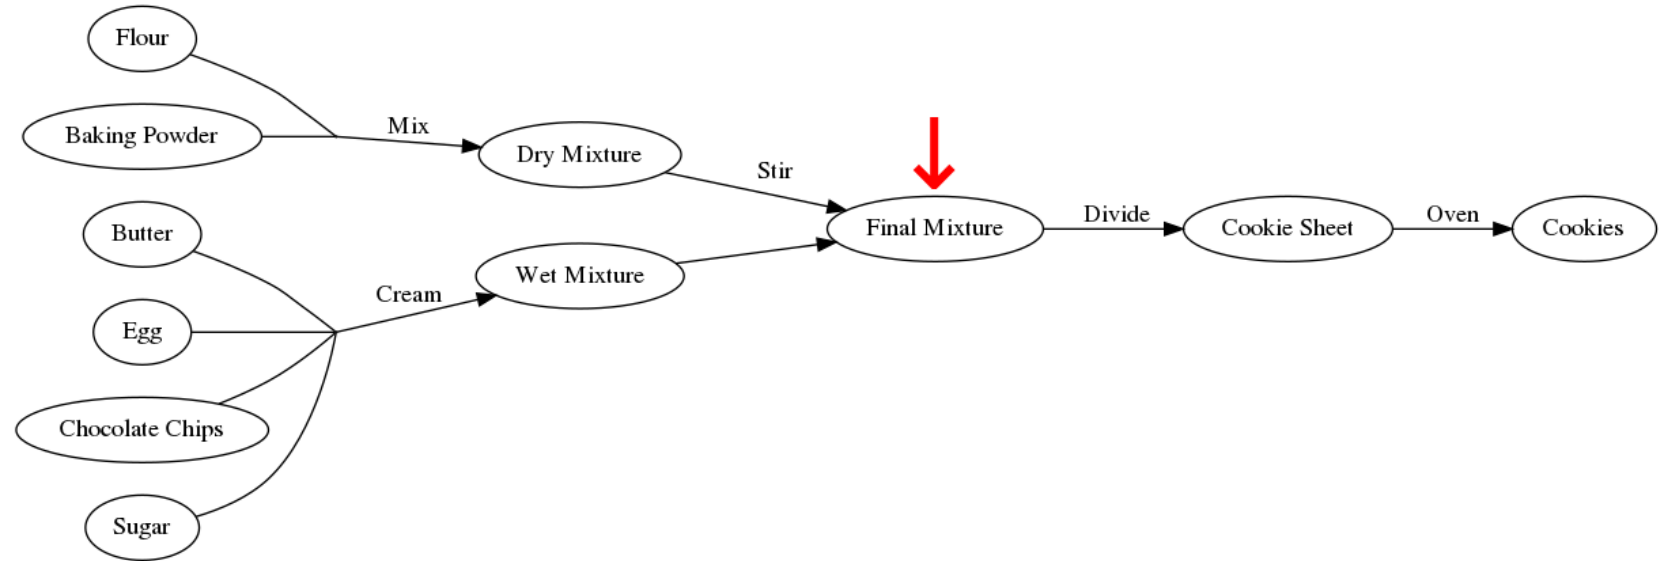 Flour
Baking Powder
Mix
Dry Mixture
Stir
Butter
Egg
Chocolate Chips
Sugar
Cream
Wet Mixture
Final Mixture
Divide
Cookie Sheet
Oven
Cookies